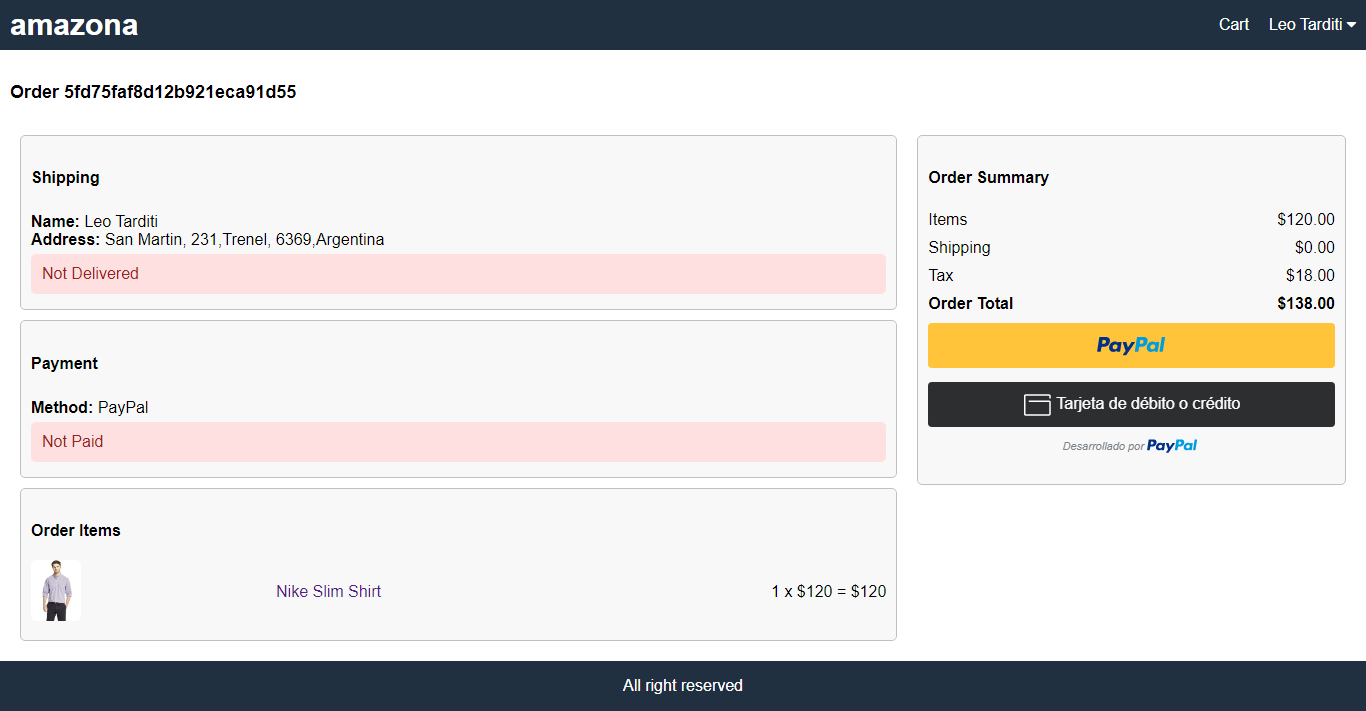 amazona
Cart
Leo Tarditi
Order 5fd75faf8d12b921eca91d55
Shipping
Name: Leo Tarditi
Address: San Martin, 231,Trenel, 6369,Argentina
Not Delivered
Payment
Method: PayPal
Not Paid
Order Items
Nike Slim Shirt
1 x $120 = $120
Order Summary
Items $120.00
Shipping $0.00
Tax $18.00
Order Total $138.00
PayPal
Tarjeta de débito o crédito
Desarrollado por PayPal
All right reserved